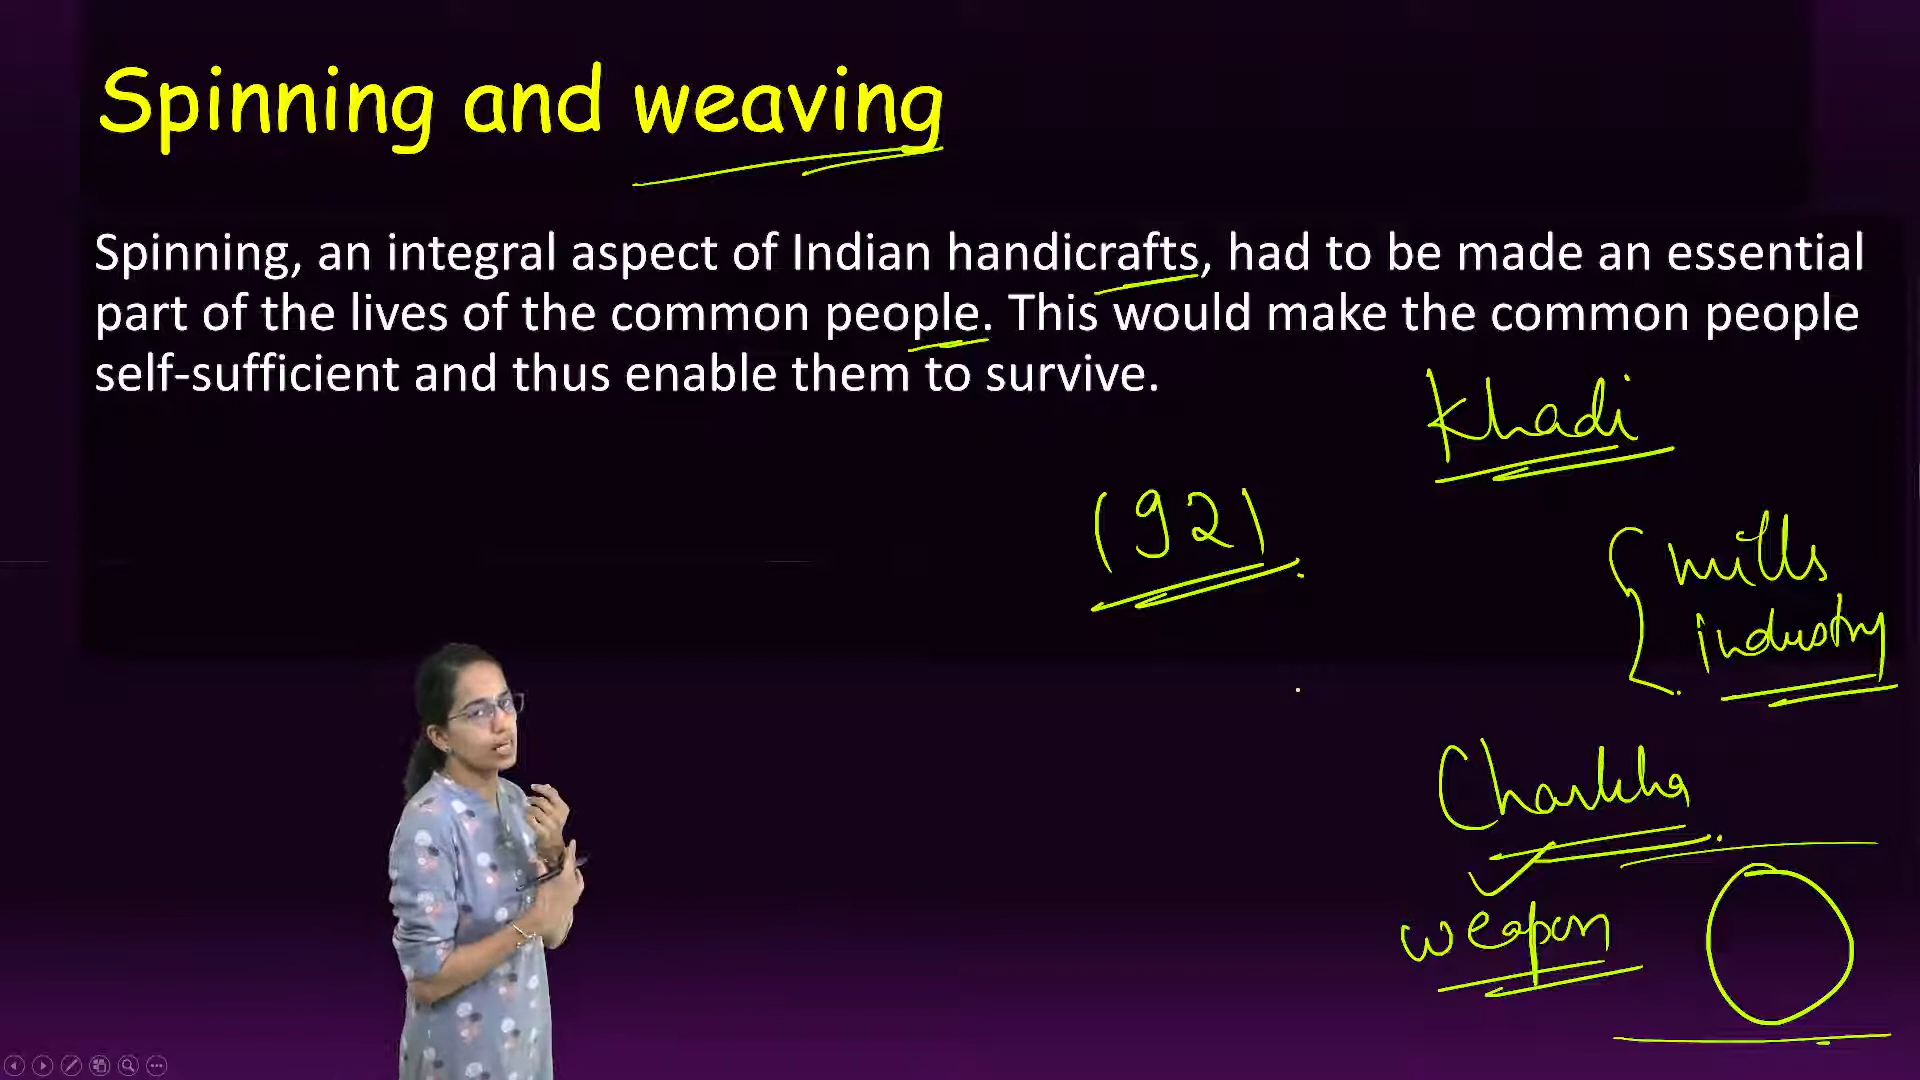 Spinning and weaving
Spinning, an integral aspect of Indian handicrafts, had to be made an essential
part of the lives of the common people. This would make the common people
self-sufficient and thus enable them to survive.
Khadi
1921
mills
industry
Charkha
weapon